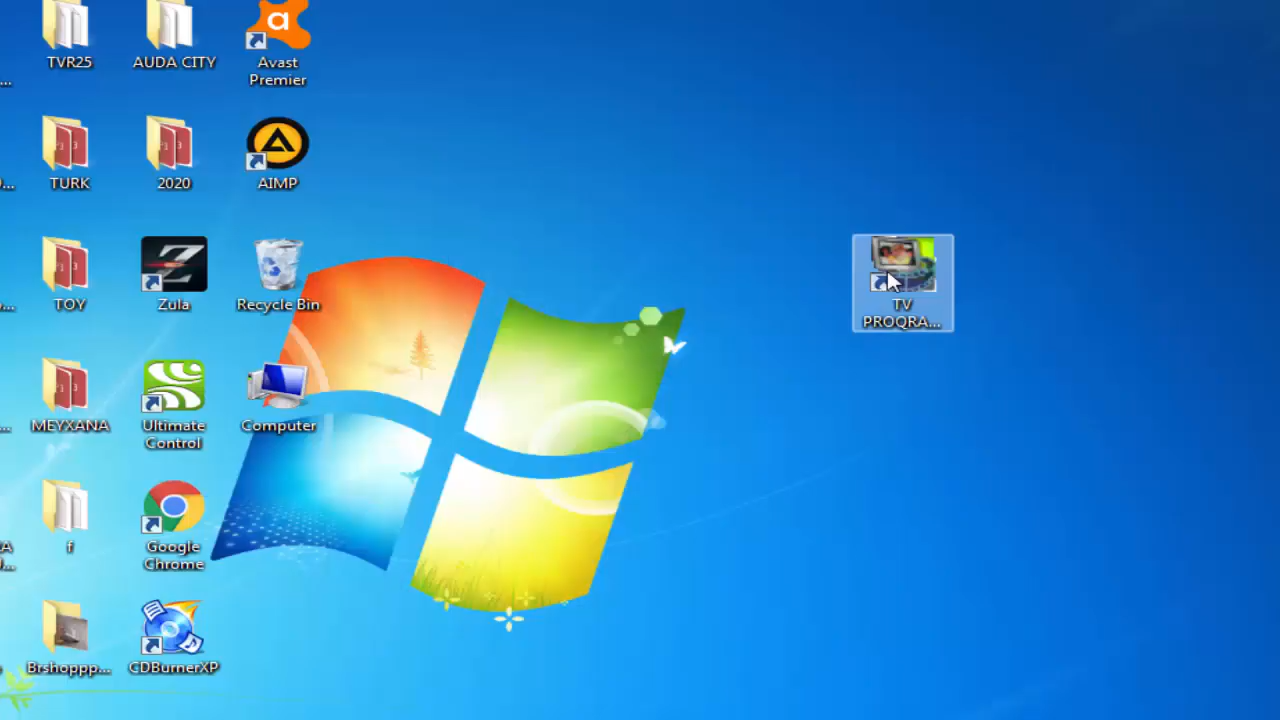 TVR25
AUDA CITY
Avast
Premier
TURK
2020
AIMP
TOY
Zula
Recycle Bin
TV
PROQRA...
MEYXANA
Ultimate
Control
Computer
f
Google
Chrome
Brshoppp...
CDBurnerXP